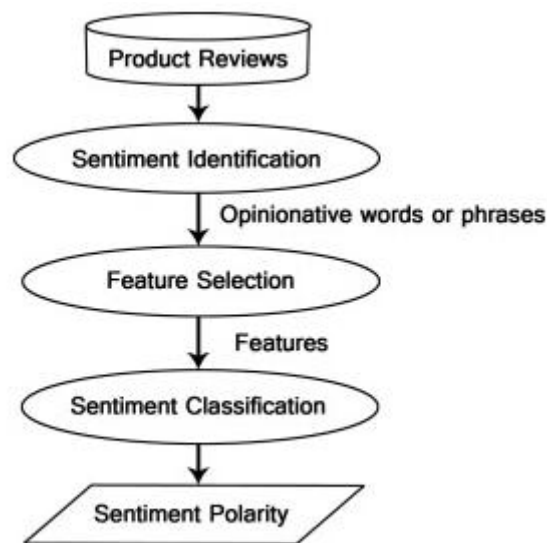 Product Reviews
Sentiment Identification
Opinionative words or phrases
Feature Selection
Features
Sentiment Classification
Sentiment Polarity